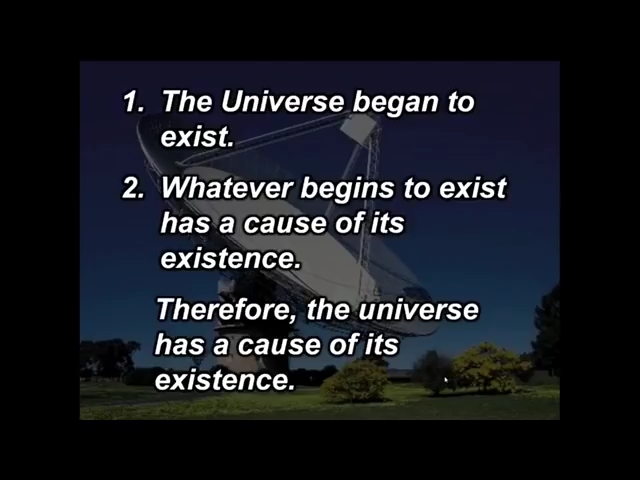 1. The Universe began to
exist.
2. Whatever begins to exist
has a cause of its
existence.
Therefore, the universe
has a cause of its
existence.